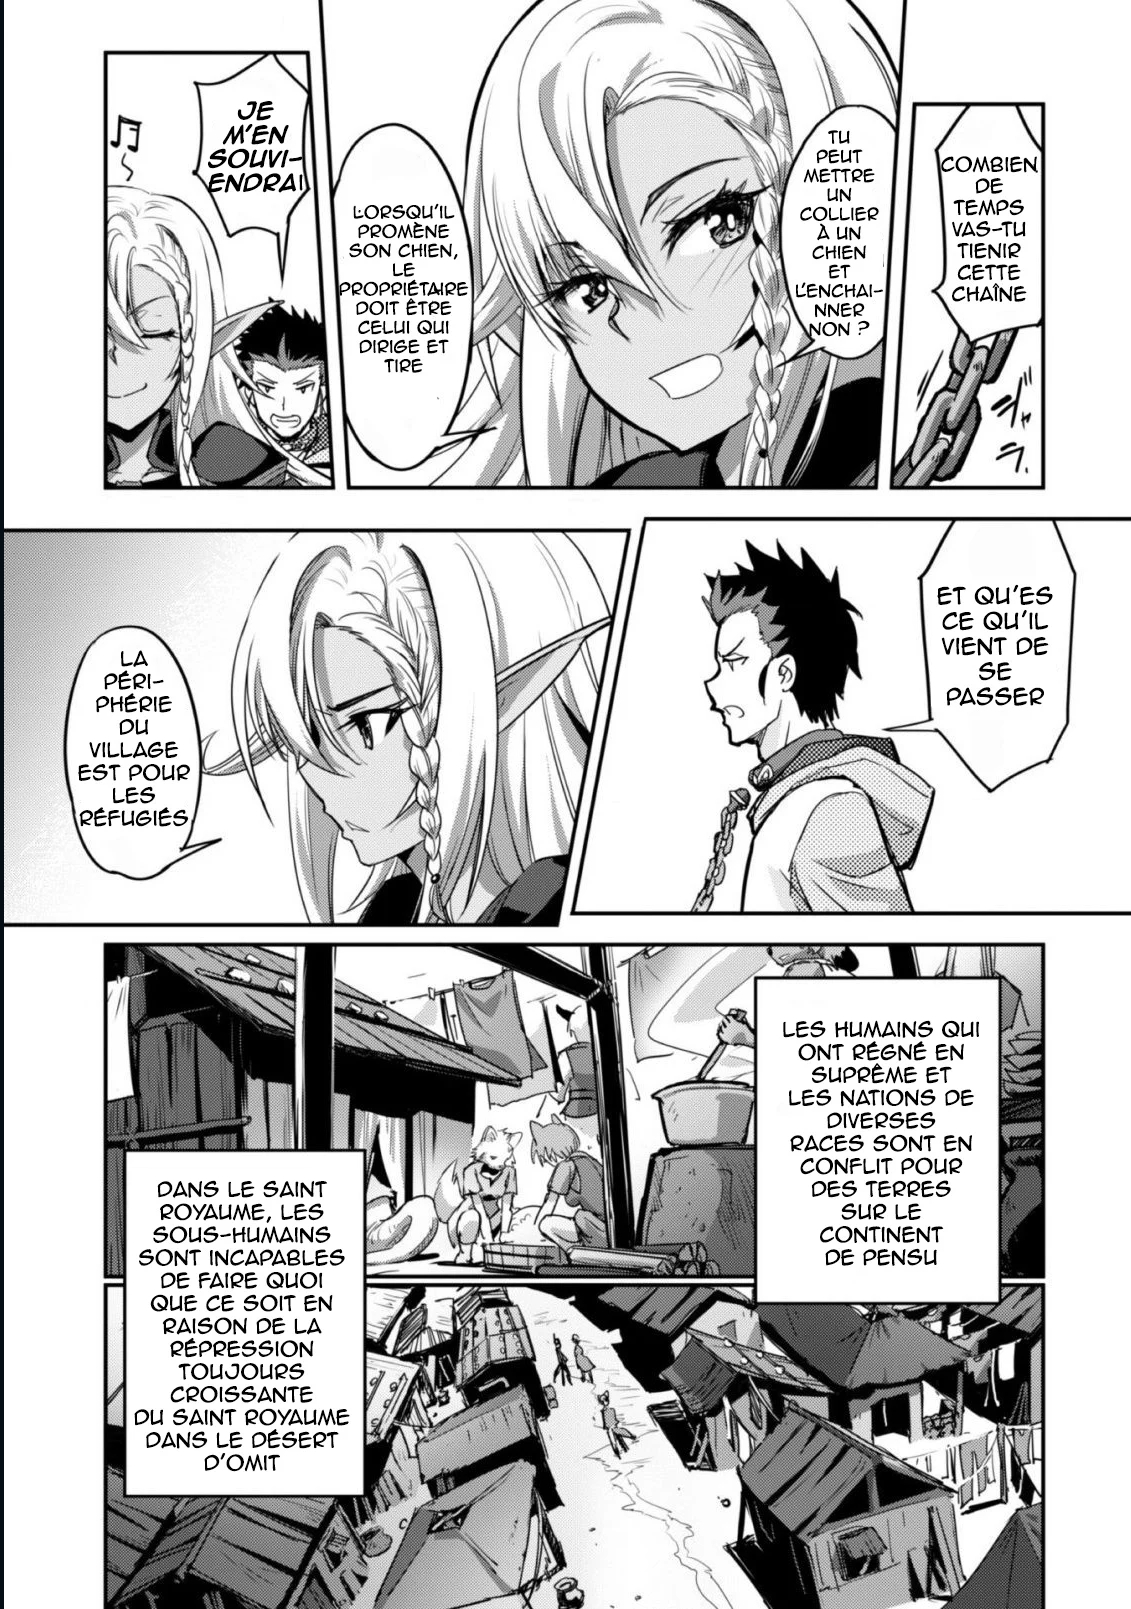 COMBIEN
DE
TEMPS
VAS-TU
TIENIR
CETTE
CHAÎNE
TU
PEUT
METTRE
UN
COLLIER
À UN
CHIEN ET
L'ENCHAI-
NNER
NON ?
LORSQU'IL
PROMÈNE
SON CHIEN,
LE
PROPRIÉTAIRE
DOIT ÊTRE
CELUI QUI
DIRIGE ET
TIRE
JE
M'EN
SOUVI-
ENDRAI
ET QU'ES
CE QU'IL
VIENT DE
SE
PASSER
LA
PÉRI-
PHÉRIE
DU
VILLAGE
EST POUR
LES
RÉFUGIÉS
LES HUMAINS QUI
ONT RÉGNÉ EN
SUPRÊME ET
LES NATIONS DE
DIVERSES
RACES SONT EN
CONFLIT POUR
DES TERRES
SUR LE
CONTINENT
DE PENSU
DANS LE SAINT
ROYAUME, LES
SOUS-HUMAINS
SONT INCAPABLES
DE FAIRE QUOI
QUE CE SOIT EN
RAISON DE LA
RÉPRESSION
TOUJOURS
CROISSANTE
DU SAINT ROYAUME
DANS LE DÉSERT
D'OMIT